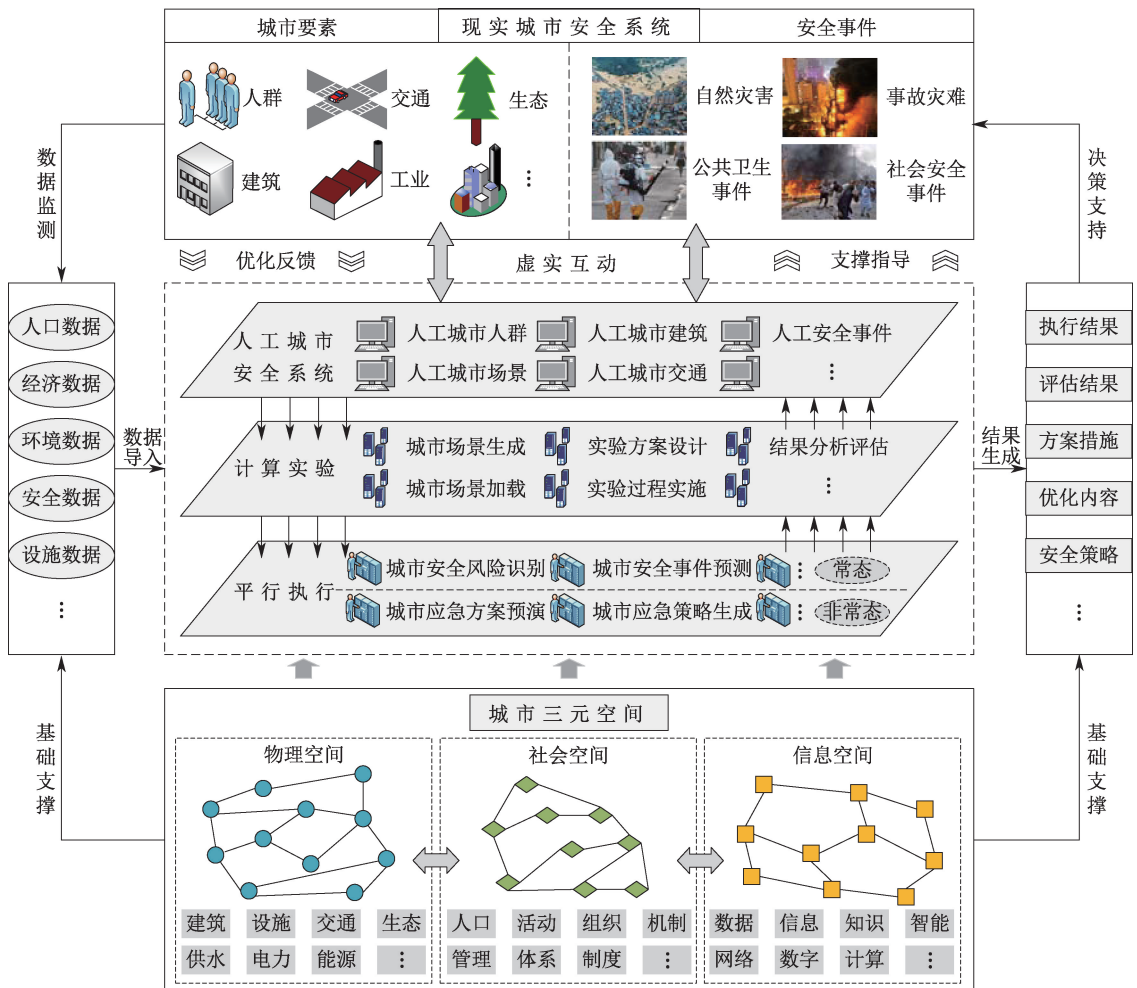 城市要素
现实城市安全系统
安全事件
人群
交通
生态
建筑
工业
⋮
自然灾害
事故灾难
公共卫生
事件
社会安全
事件
数据监测
决策支持
优化反馈
虚实互动
支撑指导
人口数据
经济数据
环境数据
安全数据
设施数据
⋮
数据
导入
人工城市
安全系统
人工城市人群
人工城市建筑
人工安全事件
人工城市场景
人工城市交通
⋮
计算实验
城市场景生成
实验方案设计
结果分析评估
城市场景加载
实验过程实施
⋮
平行执行
城市安全风险识别
城市安全事件预测
⋮
常态
城市应急方案预演
城市应急策略生成
⋮
非常态
结果
生成
执行结果
评估结果
方案措施
优化内容
安全策略
⋮
基础支撑
基础支撑
城市三元空间
物理空间
社会空间
信息空间
建筑
设施
交通
生态
供水
电力
能源
⋮
人口
活动
组织
机制
管理
体系
制度
⋮
数据
信息
知识
智能
网络
数字
计算
⋮